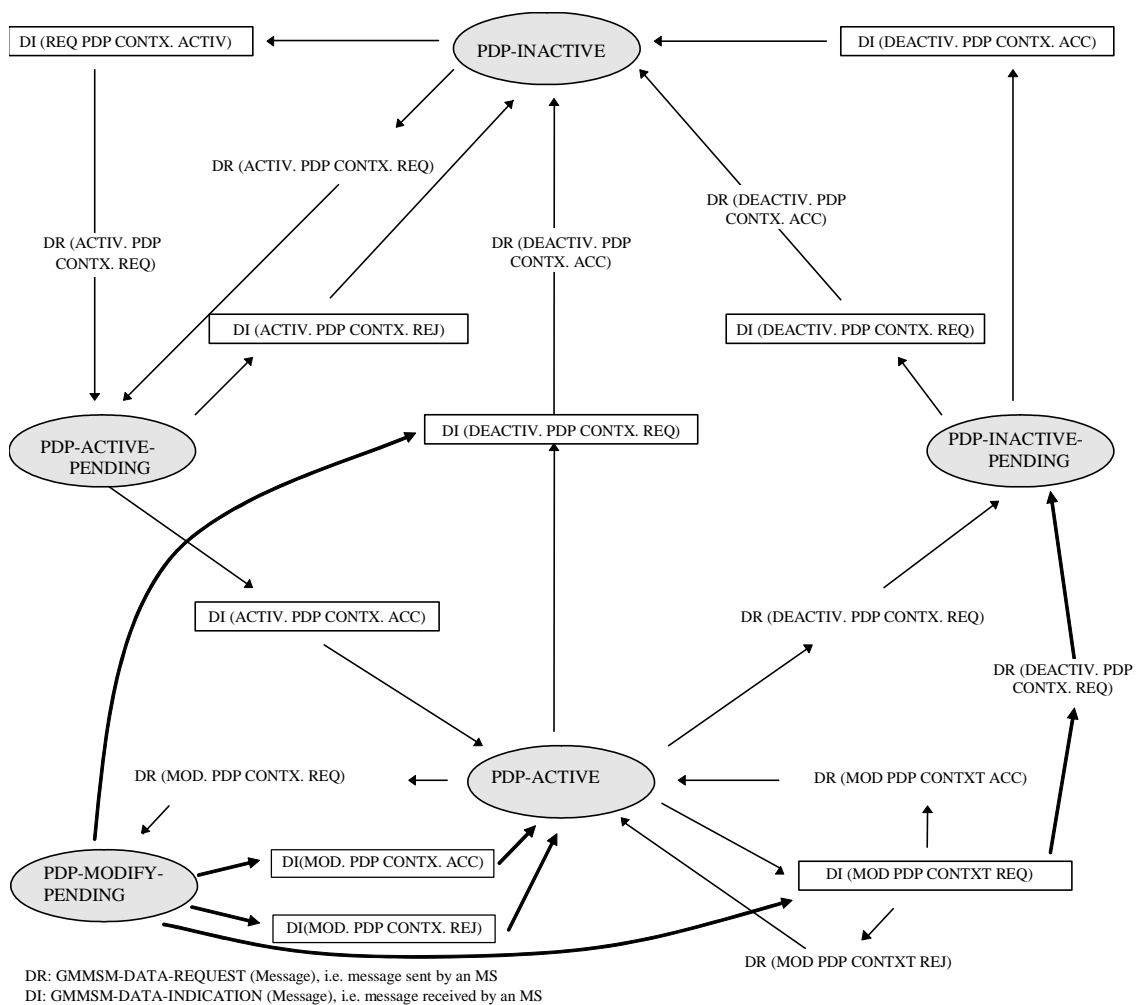 DI (REQ PDP CONTX. ACTIV)
PDP-INACTIVE
DI (DEACTIV. PDP CONTX. ACC)
DR (ACTIV. PDP CONTX. REQ)
DR (DEACTIV. PDP
CONTX. ACC)
DR (ACTIV. PDP
CONTX. REQ)
DR (DEACTIV. PDP
CONTX. ACC)
DI (ACTIV. PDP CONTX. REJ)
DI (DEACTIV. PDP CONTX. REQ)
PDP-ACTIVE-
PENDING
DI (DEACTIV. PDP CONTX. REQ)
PDP-INACTIVE-
PENDING
DI (ACTIV. PDP CONTX. ACC)
DR (DEACTIV. PDP CONTX. REQ)
DR (DEACTIV. PDP
CONTX. REQ)
DR (MOD. PDP CONTX. REQ)
PDP-ACTIVE
DR (MOD PDP CONTXT ACC)
PDP-MODIFY-
PENDING
DI(MOD. PDP CONTX. ACC)
DI (MOD PDP CONTXT REQ)
DI(MOD. PDP CONTX. REJ)
DR (MOD PDP CONTXT REJ)
DR: GMMSM-DATA-REQUEST (Message), i.e. message sent by an MS
DI: GMMSM-DATA-INDICATION (Message), i.e. message received by an MS